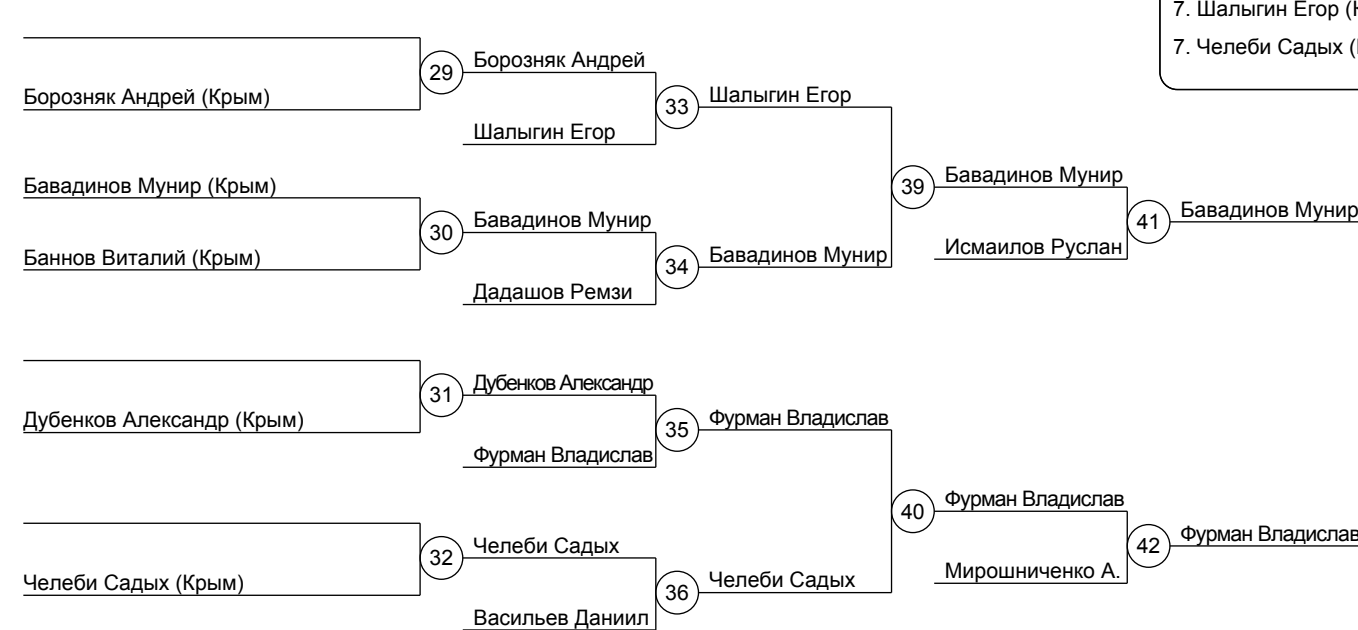 7. Шалыгин Егор (
7. Челеби Садых (
Борозняк Андрей (Крым)
29
Борозняк Андрей
Шалыгин Егор
33
Шалыгин Егор
Бавадинов Мунир (Крым)
Баннов Виталий (Крым)
30
Бавадинов Мунир
Дадашов Ремзи
34
Бавадинов Мунир
39
Бавадинов Мунир
Исмаилов Руслан
41
Бавадинов Мунир
Дубенков Александр (Крым)
31
Дубенков Александр
Фурман Владислав
35
Фурман Владислав
Челеби Садых (Крым)
32
Челеби Садых
Васильев Даниил
36
Челеби Садых
40
Фурман Владислав
Мирошниченко А.
42
Фурман Владислав